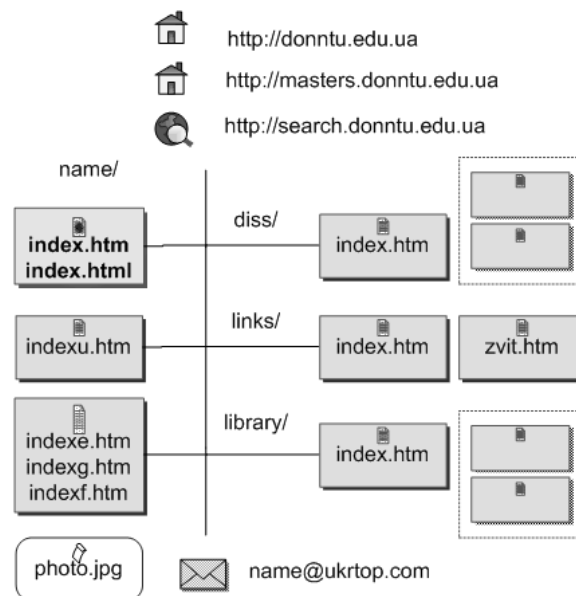 http://donntu.edu.ua
http://masters.donntu.edu.ua
http://search.donntu.edu.ua
name/
index.htm
index.html
diss/
index.htm
indexu.htm
links/
index.htm
zvit.htm
indexe.htm
indexg.htm
indexf.htm
library/
index.htm
photo.jpg
name@ukrtop.com